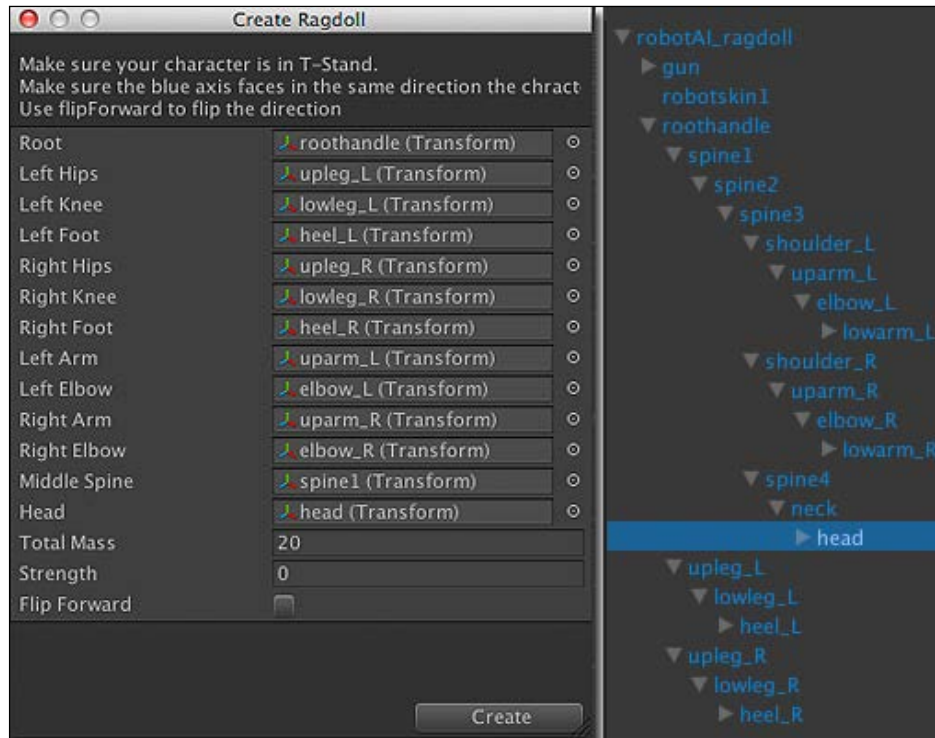 Create Ragdoll
Make sure your character is in T-Stand.
Make sure the blue axis faces in the same direction the chract
Use flipForward to flip the direction
Root roothandle (Transform)
Left Hips upleg_L (Transform)
Left Knee lowleg_L (Transform)
Left Foot heel_L (Transform)
Right Hips upleg_R (Transform)
Right Knee lowleg_R (Transform)
Right Foot heel_R (Transform)
Left Arm uparm_L (Transform)
Left Elbow elbow_L (Transform)
Right Arm uparm_R (Transform)
Right Elbow elbow_R (Transform)
Middle Spine spine1 (Transform)
Head head (Transform)
Total Mass 20
Strength 0
Flip Forward
Create
robotAI_ragdoll
gun
robotskin1
roothandle
spine1
spine2
spine3
shoulder_L
uparm_L
elbow_L
lowarm_L
shoulder_R
uparm_R
elbow_R
lowarm_R
spine4
neck
head
upleg_L
lowleg_L
heel_L
upleg_R
lowleg_R
heel_R